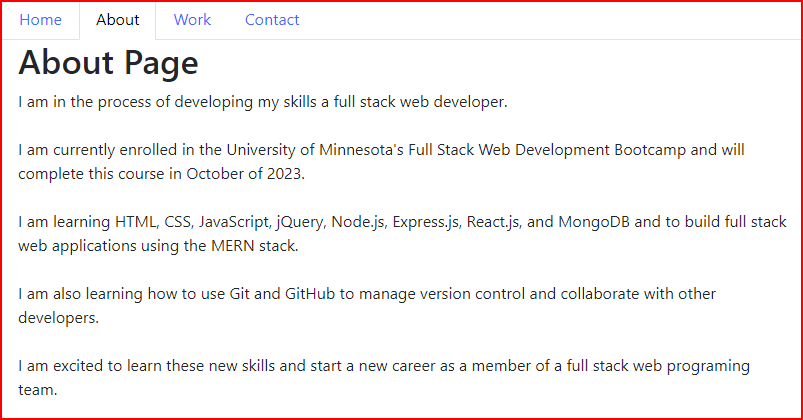 Home About Work Contact
About Page
I am in the process of developing my skills a full stack web developer.
I am currently enrolled in the University of Minnesota's Full Stack Web Development Bootcamp and will
complete this course in October of 2023.
I am learning HTML, CSS, JavaScript, jQuery, Node.js, Express.js, React.js, and MongoDB and to build full stack
web applications using the MERN stack.
I am also learning how to use Git and GitHub to manage version control and collaborate with other
developers.
I am excited to learn these new skills and start a new career as a member of a full stack web programing
team.